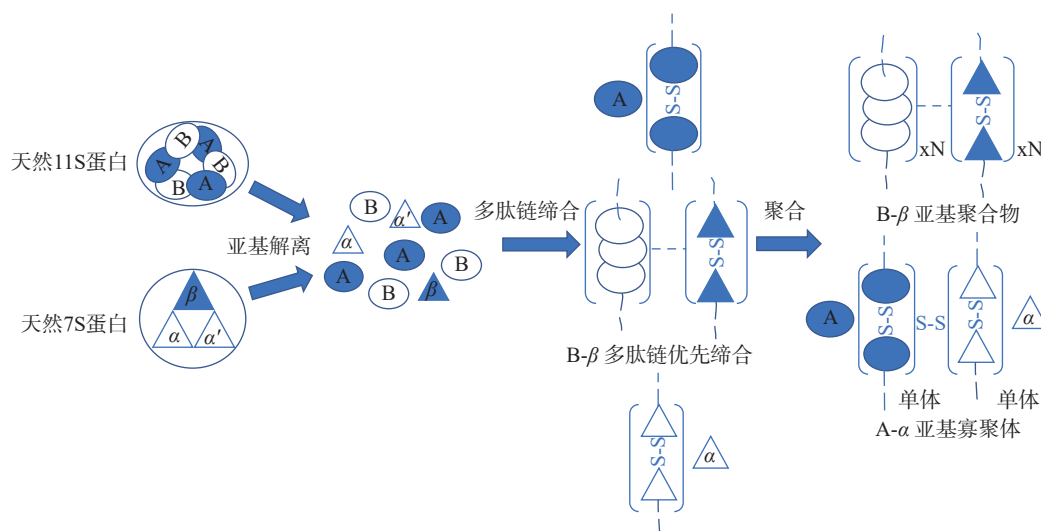 天然11S蛋白
B
A
A
B
B
A
天然7S蛋白
β
α
α′
亚基解离
B
α′
A
α
A
B
A
B
β
多肽链缔合
A
S-S
S-S
B-β 多肽链优先缔合
S-S
α
聚合
xN
S-S
xN
B-β 亚基聚合物
A
S-S
S-S
S-S
α
单体
单体
A-α 亚基寡聚体